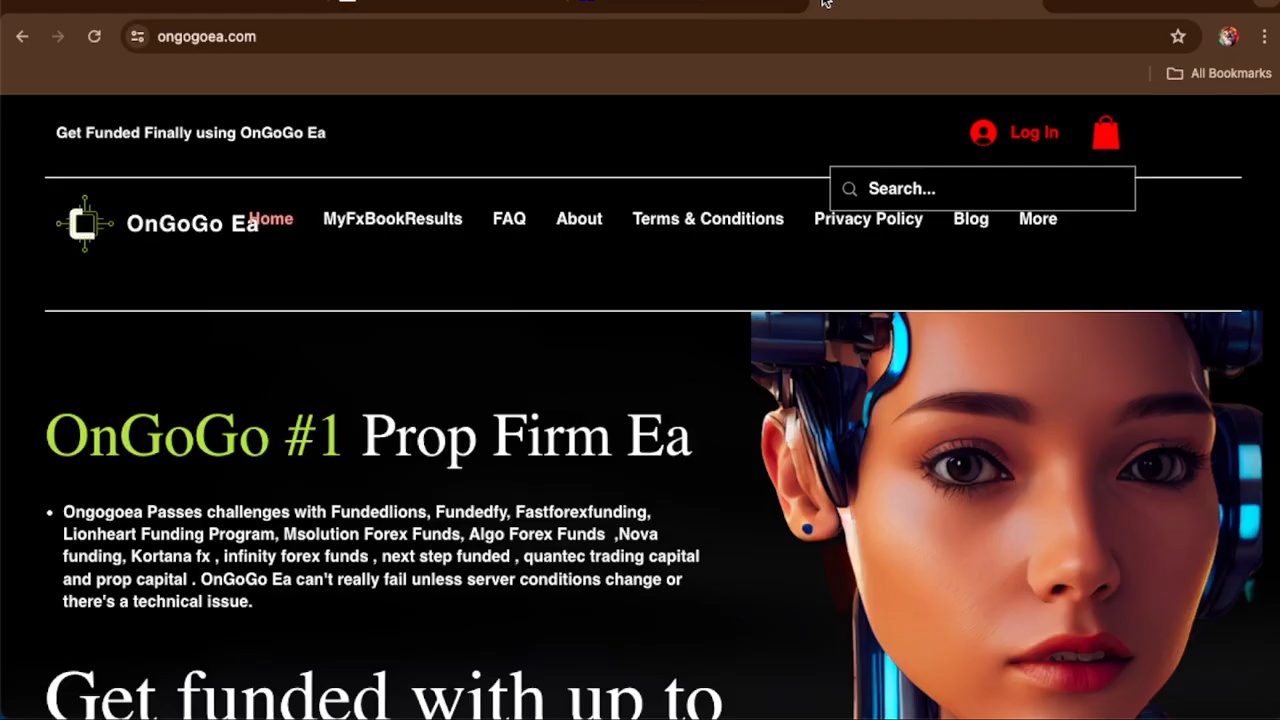 ongogoea.com
All Bookmarks
Get Funded Finally using OnGoGo Ea
Log In
Search...
OnGoGo Ea
Home MyFxBookResults FAQ About Terms & Conditions Privacy Policy Blog More
OnGoGo #1 Prop Firm Ea
• Ongogoea Passes challenges with Fundedlions, Fundedfy, Fastforexfunding,
Lionheart Funding Program, Msolution Forex Funds, Algo Forex Funds ,Nova
funding, Kortana fx , infinity forex funds , next step funded , quantec trading capital
and prop capital . OnGoGo Ea can't really fail unless server conditions change or
there's a technical issue.
Get funded with up to